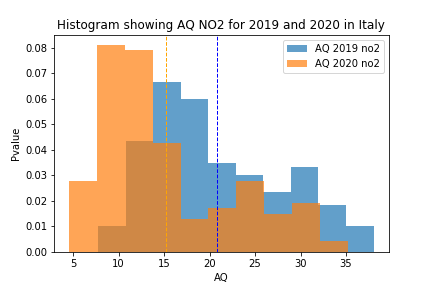 Histogram showing AQ NO2 for 2019 and 2020 in Italy
AQ 2019 no2
AQ 2020 no2
0.08
0.07
0.06
0.05
0.04
0.03
0.02
0.01
0.00
Pvalue
5 10 15 20 25 30 35
AQ